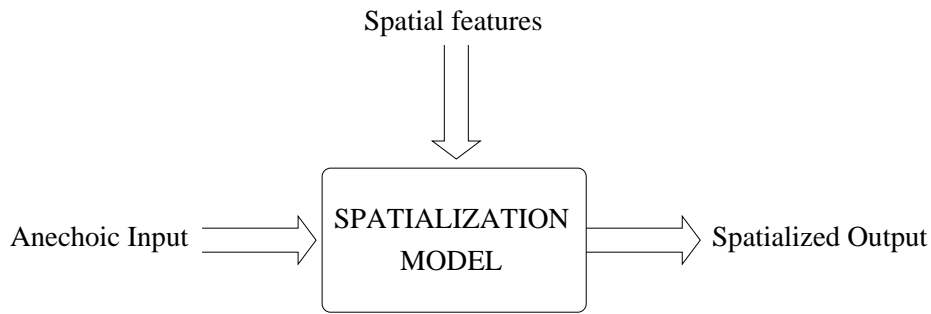 Spatial features
Anechoic Input
SPATIALIZATION
MODEL
Spatialized Output